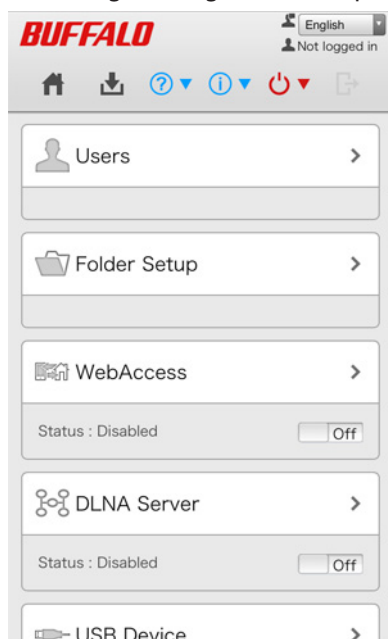 BUFFALO
English
Not logged in
Users
Folder Setup
WebAccess
Status : Disabled
Off
DLNA Server
Status : Disabled
Off
USB Device